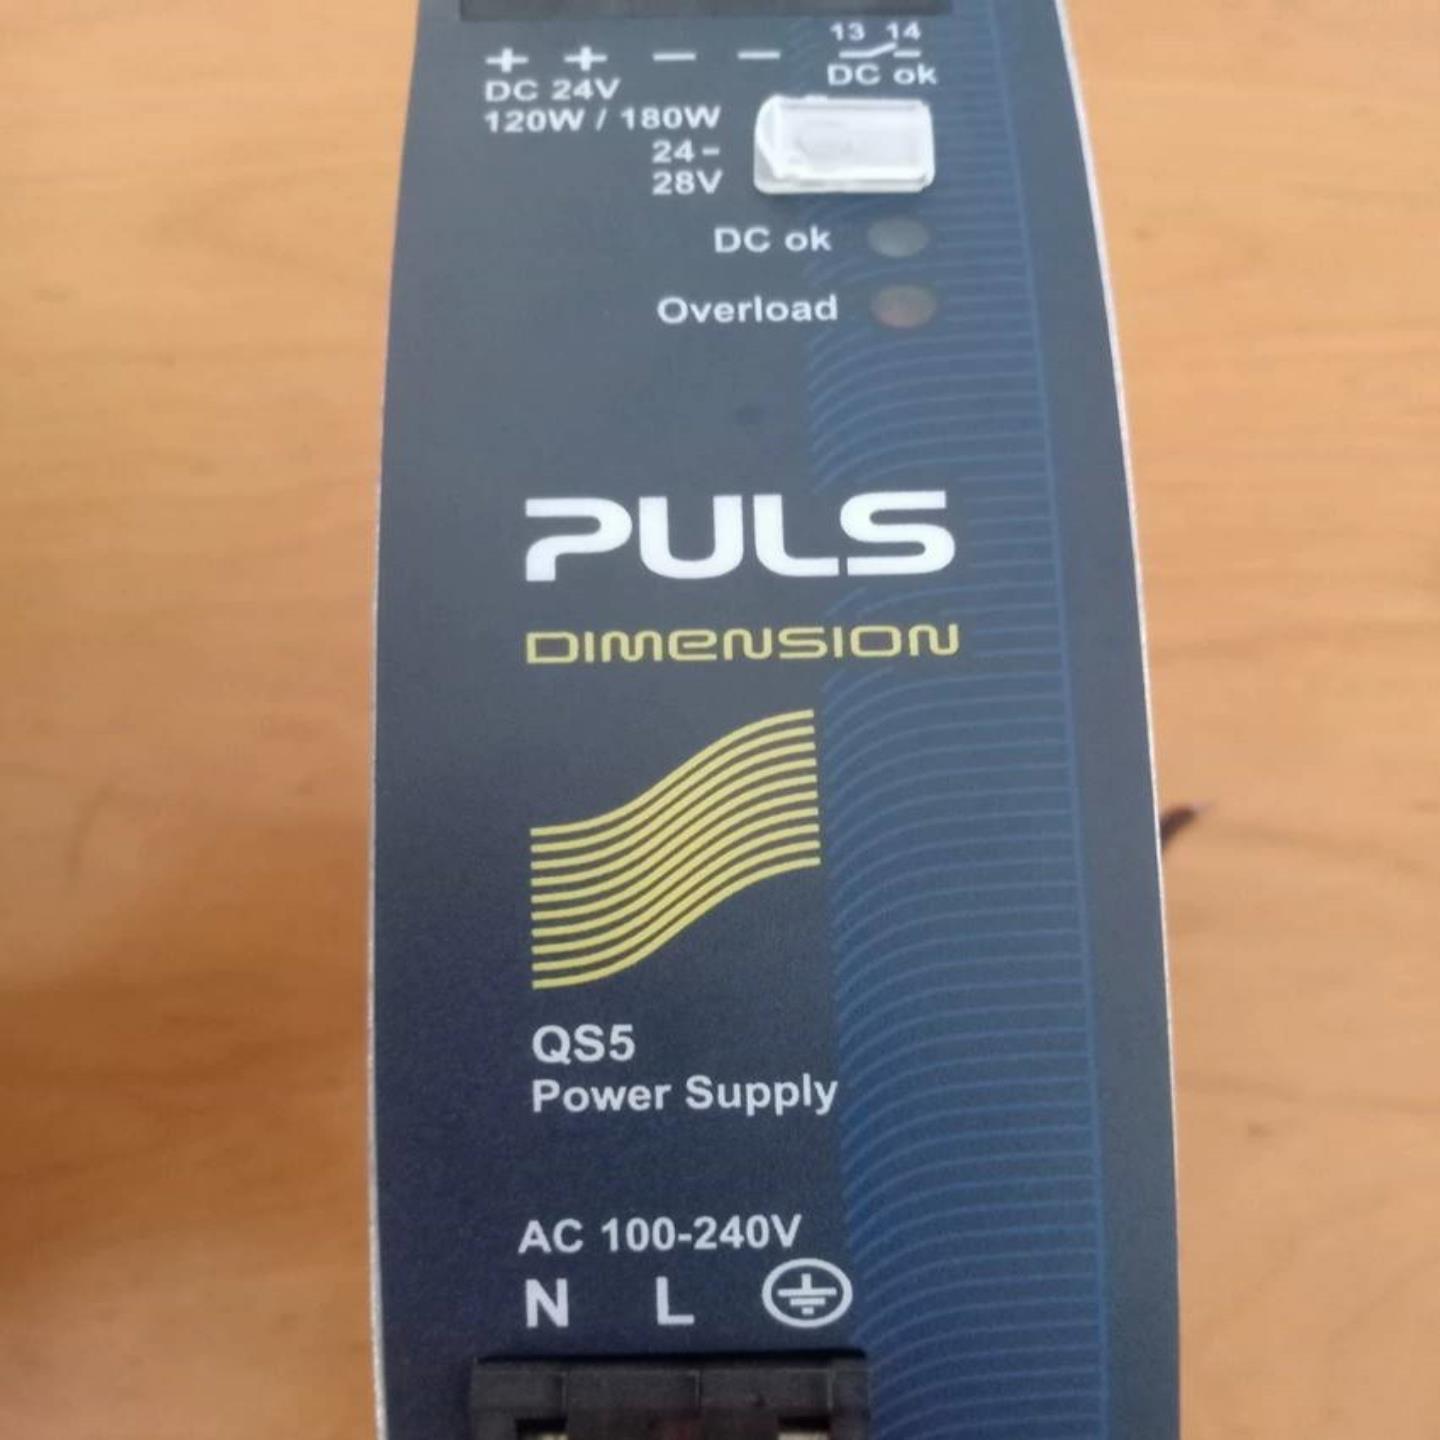 13 14
+ + − −
DC 24V
DC ok
120W / 180W
24-
28V
DC ok
Overload
PULS
DIMENSION
QS5
Power Supply
AC 100-240V
N L